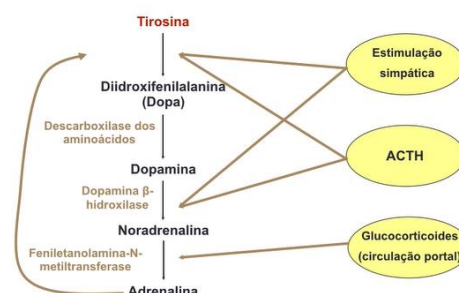 Tirosina
Estimulação
simpática
Diidroxifenilalanina
(Dopa)
Descarboxilase dos
aminoácidos
ACTH
Dopamina
Dopamina β-
hidroxilase
Noradrenalina
Glucocorticoides
(circulação portal)
Feniletanolamina-N-
metiltransferase
Adrenalina